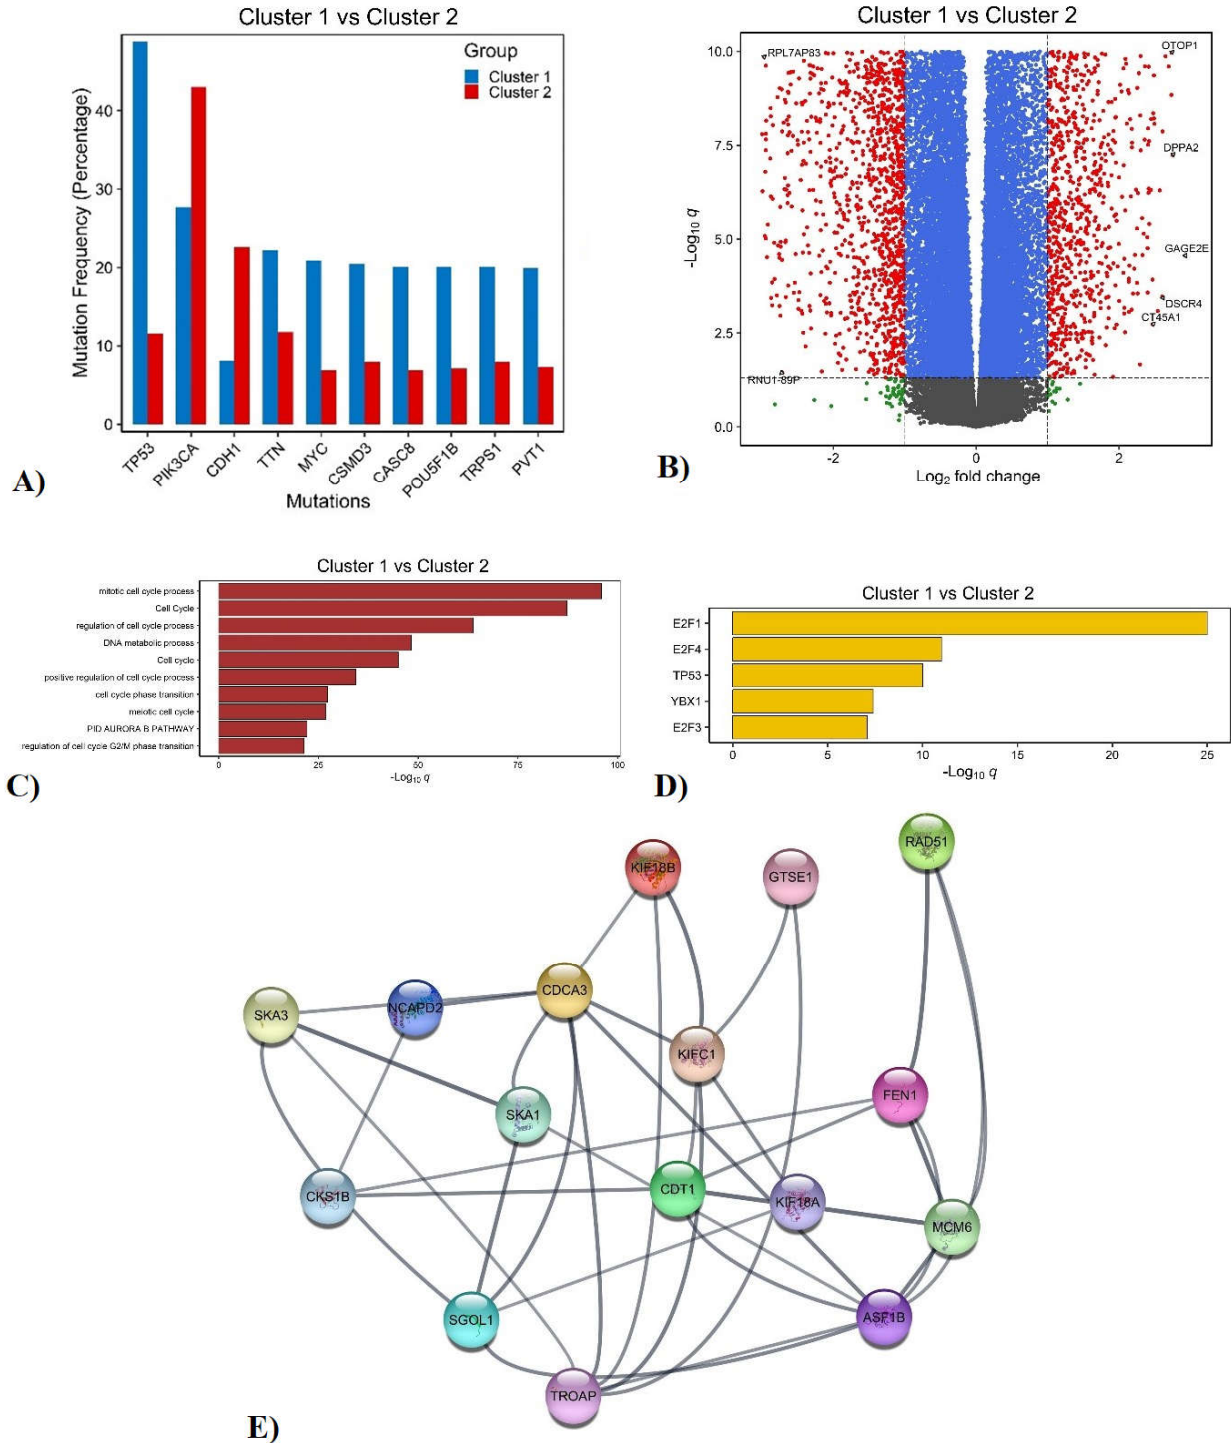 Cluster 1 vs Cluster 2
Group
Cluster 1
Cluster 2
Mutation Frequency (Percentage)
40
30
20
10
0
TP53
PIK3CA
CDH1
TTN
MYC
CSMD3
CASC8
POU5F1B
TRPS1
PVT1
Mutations
A)
Cluster 1 vs Cluster 2
-Log10 q
10.0
7.5
5.0
2.5
0.0
RPL7AP83
OTOP1
DPPA2
GAGE2E
DSCR4
CT45A1
RNU1-89P
-2
0
2
Log2 fold change
B)
Cluster 1 vs Cluster 2
mitotic cell cycle process
Cell Cycle
regulation of cell cycle process
DNA metabolic process
Cell cycle
positive regulation of cell cycle process
cell cycle phase transition
meiotic cell cycle
PID AURORA B PATHWAY
regulation of cell cycle G2/M phase transition
0
25
50
75
100
-Log10 q
C)
Cluster 1 vs Cluster 2
E2F1
E2F4
TP53
YBX1
E2F3
0
5
10
15
20
25
-Log10 q
D)
RAD51
KIF18B
GTSE1
CDCA3
NCAPD2
SKA3
KIFC1
FEN1
SKA1
CDT1
CKS1B
KIF18A
MCM6
SGOL1
ASF1B
TROAP
E)